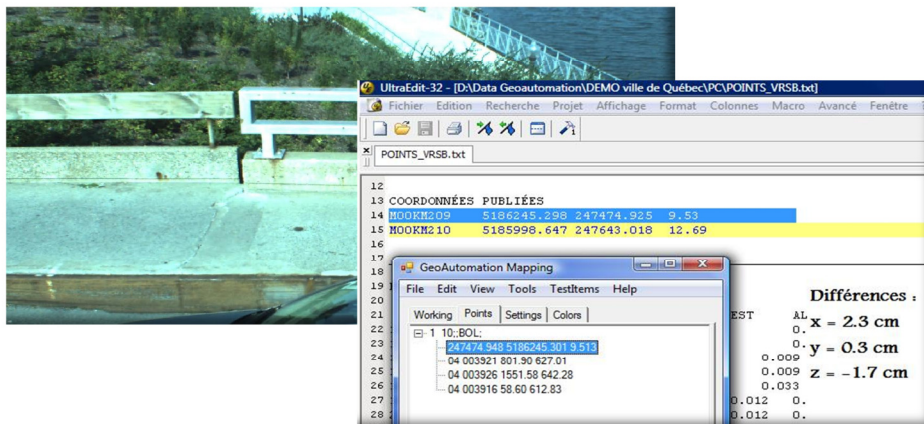 UltraEdit-32 - [D:\Data Geoautomation\DEMO ville de Québec\PC\POINTS_VRSB.txt]
Fichier Edition Recherche Projet Affichage Format Colonnes Macro Avancé Fenêtre
POINTS_VRSB.txt
12
13 COORDONNÉES PUBLIÉES
14 MOOKM209 5186245.298 247474.925 9.53
15 MOOKM210 5185998.647 247643.018 12.69
16
17
18
19
20
21 EST AL
22 0.
23 0.
24 0.009
25 0.009
26 0.033
27 0.012 0.
28 0.012 0.
GeoAutomation Mapping
File Edit View Tools TestItems Help
Working Points Settings Colors
1 10;;BOL;
247474.948 5186245.301 9.513
04 003921 801.90 627.01
04 003926 1551.58 642.28
04 003916 58.60 612.83
Différences :
x = 2.3 cm
y = 0.3 cm
z = -1.7 cm